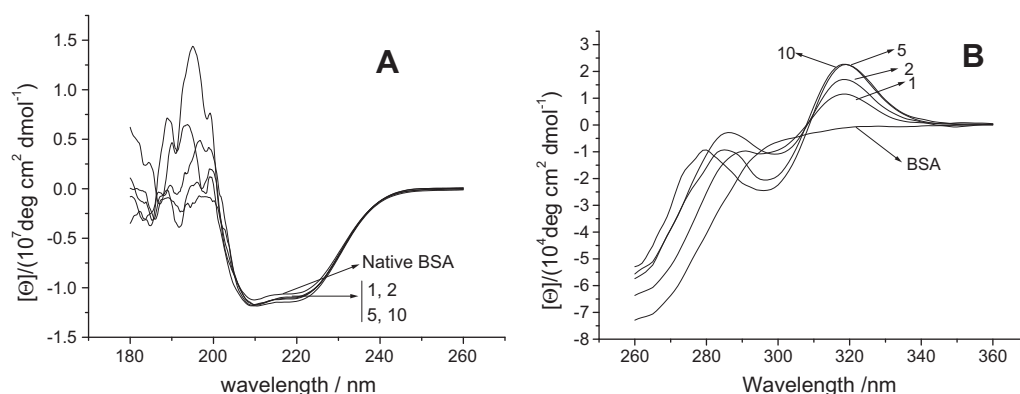 A
[Θ]/(10⁷deg cm² dmol⁻¹)
1.5
1.0
0.5
0.0
-0.5
-1.0
-1.5
Native BSA
1, 2
5, 10
180 200 220 240 260
wavelength / nm
B
[Θ]/(10⁴deg cm² dmol⁻¹)
3
2
1
0
-1
-2
-3
-4
-5
-6
-7
-8
10
5
2
1
BSA
260 280 300 320 340 360
Wavelength /nm